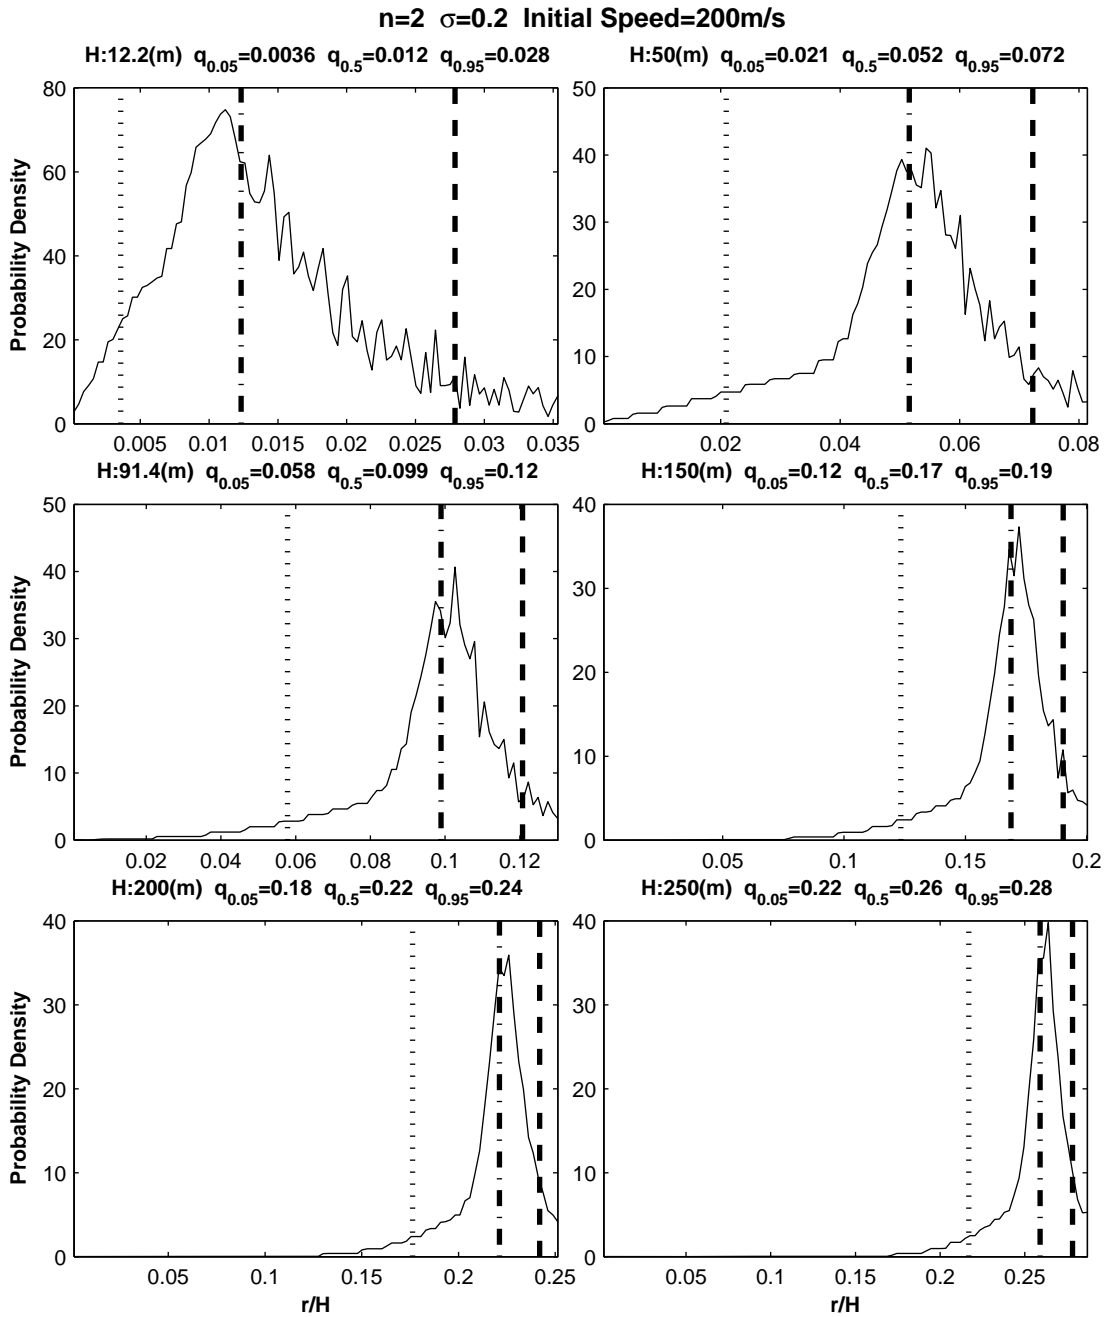 n=2 σ=0.2 Initial Speed=200m/s
H:12.2(m) q0.05=0.0036 q0.5=0.012 q0.95=0.028
H:50(m) q0.05=0.021 q0.5=0.052 q0.95=0.072
80
60
40
20
0
Probability Density
0.005 0.01 0.015 0.02 0.025 0.03 0.035
50
40
30
20
10
0
0.02 0.04 0.06 0.08
H:91.4(m) q0.05=0.058 q0.5=0.099 q0.95=0.12
H:150(m) q0.05=0.12 q0.5=0.17 q0.95=0.19
50
40
30
20
10
0
Probability Density
0.02 0.04 0.06 0.08 0.1 0.12
40
30
20
10
0
0.05 0.1 0.15 0.2
H:200(m) q0.05=0.18 q0.5=0.22 q0.95=0.24
H:250(m) q0.05=0.22 q0.5=0.26 q0.95=0.28
40
30
20
10
0
Probability Density
0.05 0.1 0.15 0.2 0.25
r/H
40
30
20
10
0
0.05 0.1 0.15 0.2 0.25
r/H